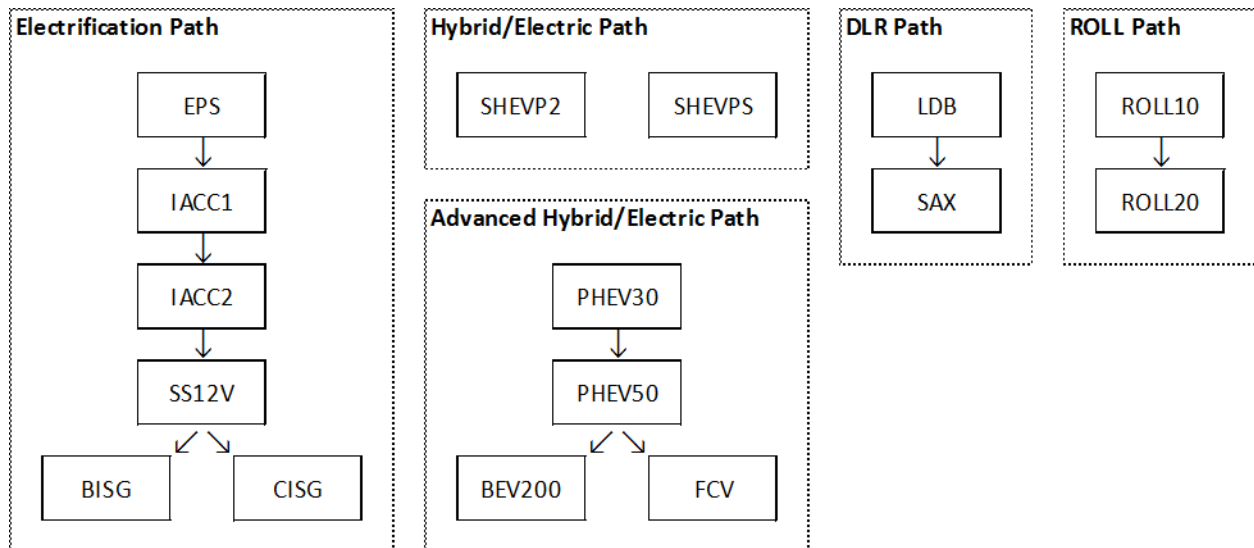 Electrification Path
EPS
IACC1
IACC2
SS12V
BISG
CISG
Hybrid/Electric Path
SHEVP2
SHEVPS
Advanced Hybrid/Electric Path
PHEV30
PHEV50
BEV200
FCV
DLR Path
LDB
SAX
ROLL Path
ROLL10
ROLL20